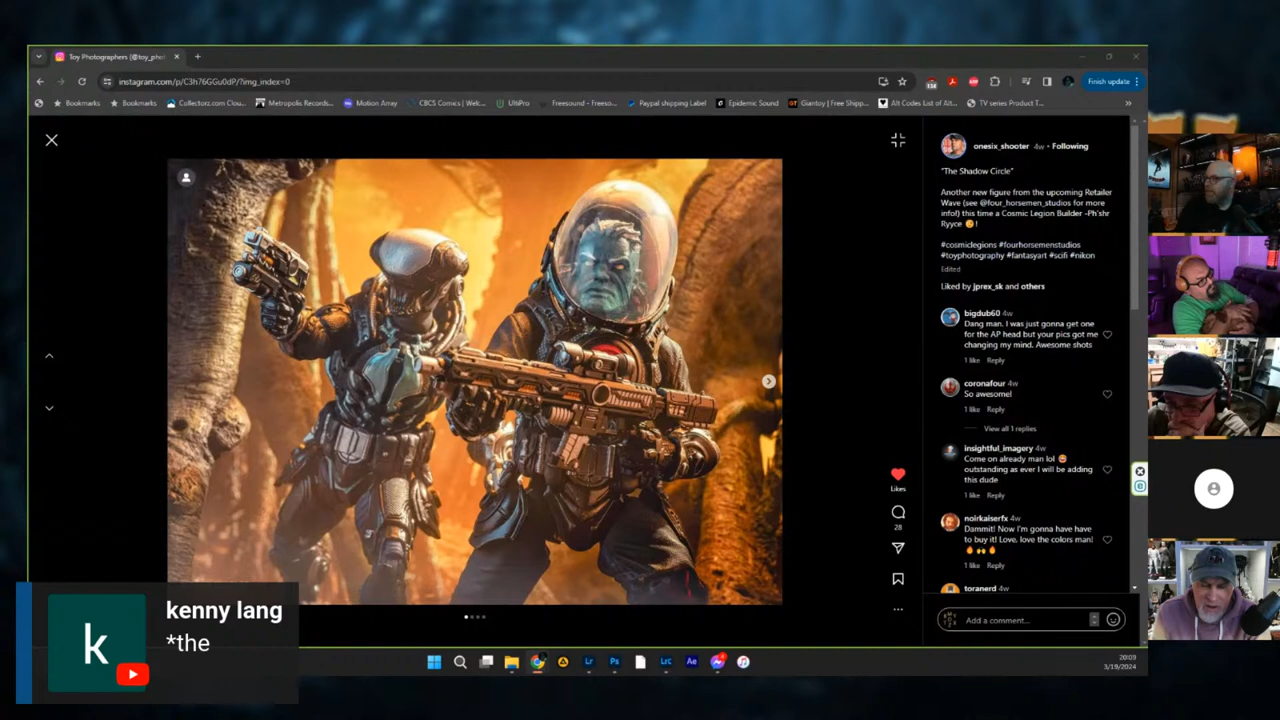 Toy Photographers (@toy_phot
instagram.com/p/C3h76GGu0dP/?img_index=0
Finish update
Bookmarks
Bookmarks
Collectorz.com Clou...
Metropolis Records...
Motion Array
CBCS Comics | Welc...
UltiPro
Freesound - Freeso...
Paypal shipping Label
Epidemic Sound
Giantoy | Free Shipp...
Alt Codes List of Alt...
TV series Product T...
onesix_shooter 4w • Following
"The Shadow Circle"
Another new figure from the upcoming Retailer
Wave (see @four_horsemen_studios for more
info!) this time a Cosmic Legion Builder -Ph'shr
Ryyce 😏 !
#cosmiclegions #fourhorsemenstudios
#toyphotography #fantasyart #scifi #nikon
Edited
Liked by jprex_sk and others
bigdub60 4w
Dang man. I was just gonna get one
for the AP head but your pics got me
changing my mind. Awesome shots
1 like Reply
coronafour 4w
So awesome!
1 like Reply
View all 1 replies
insightful_imagery 4w
Come on already man lol
outstanding as ever I will be adding
this dude
1 like Reply
noirkaiserfx 4w
Dammit! Now I'm gonna have have
to buy it! Love, love the colors man!
🔥🙌🔥
1 like Reply
toranerd 4w
Likes
28
Add a comment...
k
kenny lang
*the
Lr
Ps
LrC
Ae
20:09
3/19/2024